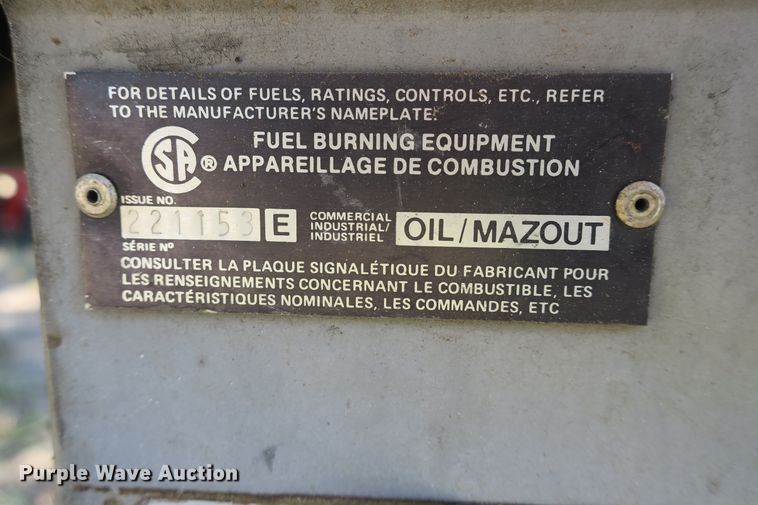 FOR DETAILS OF FUELS, RATINGS, CONTROLS, ETC., REFER
TO THE MANUFACTURER'S NAMEPLATE.
CSA ®
FUEL BURNING EQUIPMENT
APPAREILLAGE DE COMBUSTION
ISSUE NO.
221153 E
SÉRIE Nº
COMMERCIAL
INDUSTRIAL/
INDUSTRIEL
OIL/MAZOUT
CONSULTER LA PLAQUE SIGNALÉTIQUE DU FABRICANT POUR
LES RENSEIGNEMENTS CONCERNANT LE COMBUSTIBLE, LES
CARACTÉRISTIQUES NOMINALES, LES COMMANDES, ETC
Purple Wave Auction